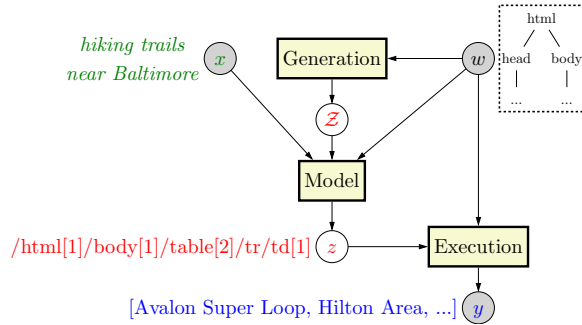 html
head body
... ...
hiking trails
near Baltimore
x
Generation
w
Z
Model
/html[1]/body[1]/table[2]/tr/td[1]
z
Execution
[Avalon Super Loop, Hilton Area, ...]
y